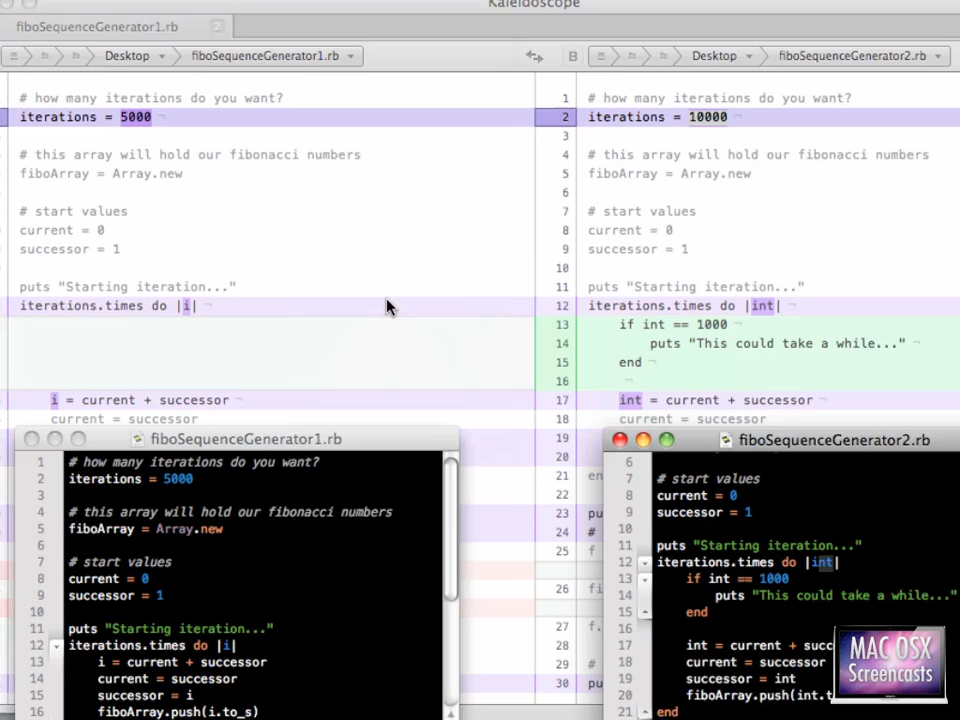 Kaleidoscope
fiboSequenceGenerator1.rb 2
Desktop fiboSequenceGenerator1.rb
B Desktop fiboSequenceGenerator2.rb
# how many iterations do you want?
iterations = 5000
# this array will hold our fibonacci numbers
fiboArray = Array.new
# start values
current = 0
successor = 1
puts "Starting iteration..."
iterations.times do |i|
i = current + successor
current = successor
1 # how many iterations do you want?
2 iterations = 10000
3
4 # this array will hold our fibonacci numbers
5 fiboArray = Array.new
6
7 # start values
8 current = 0
9 successor = 1
10
11 puts "Starting iteration..."
12 iterations.times do |int|
13 if int == 1000
14 puts "This could take a while..."
15 end
16
17 int = current + successor
18 current = successor
19
20
21 en
22
23 pu
24 #
25 f
26 fi
27 f.
28
29 #
30 pu
fiboSequenceGenerator1.rb
1 # how many iterations do you want?
2 iterations = 5000
3
4 # this array will hold our fibonacci numbers
5 fiboArray = Array.new
6
7 # start values
8 current = 0
9 successor = 1
10
11 puts "Starting iteration..."
12 iterations.times do |i|
13 i = current + successor
14 current = successor
15 successor = i
16 fiboArray.push(i.to_s)
fiboSequenceGenerator2.rb
6
7 # start values
8 current = 0
9 successor = 1
10
11 puts "Starting iteration..."
12 iterations.times do |int|
13 if int == 1000
14 puts "This could take a while..."
15 end
16
17 int = current + succ
18 current = successor
19 successor = int
20 fiboArray.push(int.t
21 end
MAC OSX
Screencasts